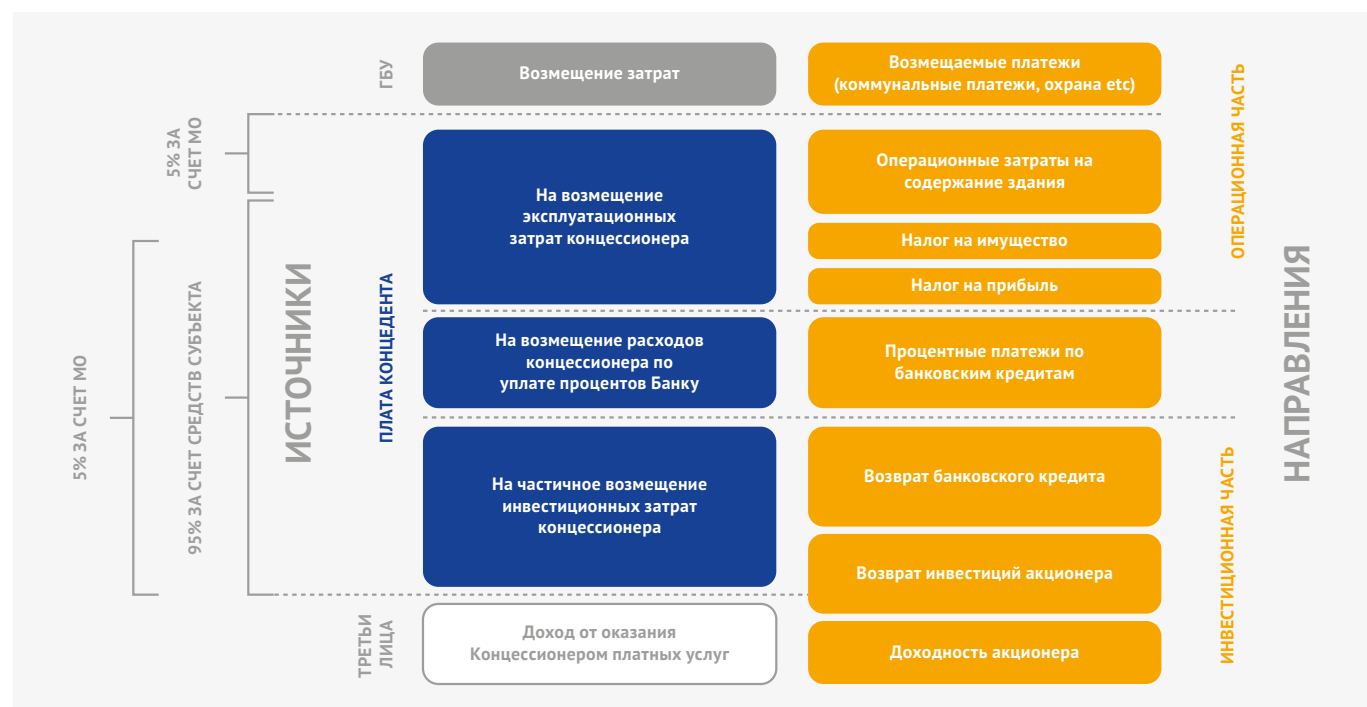 ГБУ
Возмещение затрат
Возмещаемые платежи
(коммунальные платежи, охрана etc)
5% ЗА
СЧЕТ МО
На возмещение
эксплуатационных
затрат концессионера
Операционные затраты на
содержание здания
Налог на имущество
Налог на прибыль
ОПЕРАЦИОННАЯ ЧАСТЬ
5% ЗА СЧЕТ МО
95% ЗА СЧЕТ СРЕДСТВ СУБЪЕКТА
ИСТОЧНИКИ
ПЛАТА КОНЦЕДЕНТА
На возмещение расходов
концессионера по
уплате процентов Банку
Процентные платежи по
банковским кредитам
НАПРАВЛЕНИЯ
На частичное возмещение
инвестиционных затрат
концессионера
Возврат банковского кредита
Возврат инвестиций акционера
ИНВЕСТИЦИОННАЯ ЧАСТЬ
ТРЕТЬИ
ЛИЦА
Доход от оказания
Концессионером платных услуг
Доходность акционера